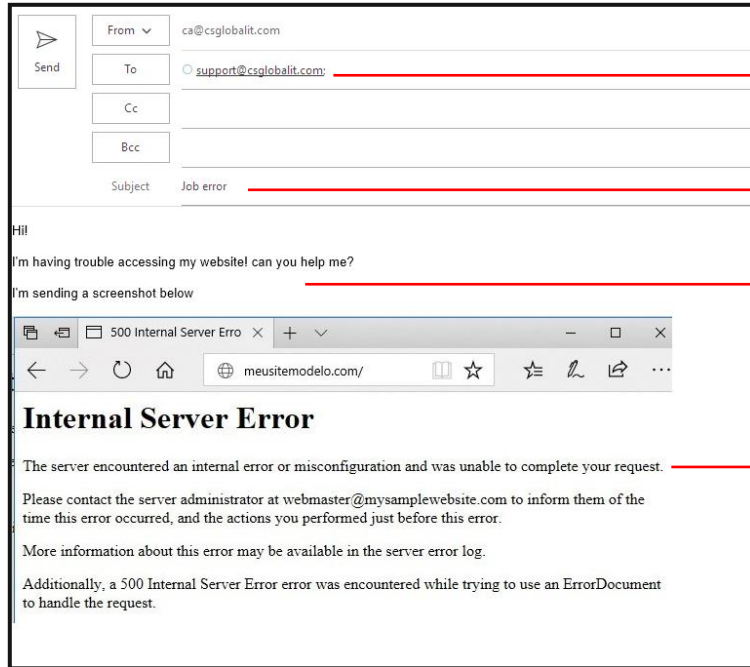 From
ca@csglobalit.com
Send
To
support@csglobalit.com;
Cc
Bcc
Subject
Job error
Hi!
I'm having trouble accessing my website! can you help me?
I'm sending a screenshot below
500 Internal Server Erro
meusitemodelo.com/
Internal Server Error
The server encountered an internal error or misconfiguration and was unable to complete your request.
Please contact the server administrator at webmaster@mysamplewebsite.com to inform them of the
time this error occurred, and the actions you performed just before this error.
More information about this error may be available in the server error log.
Additionally, a 500 Internal Server Error error was encountered while trying to use an ErrorDocument
to handle the request.